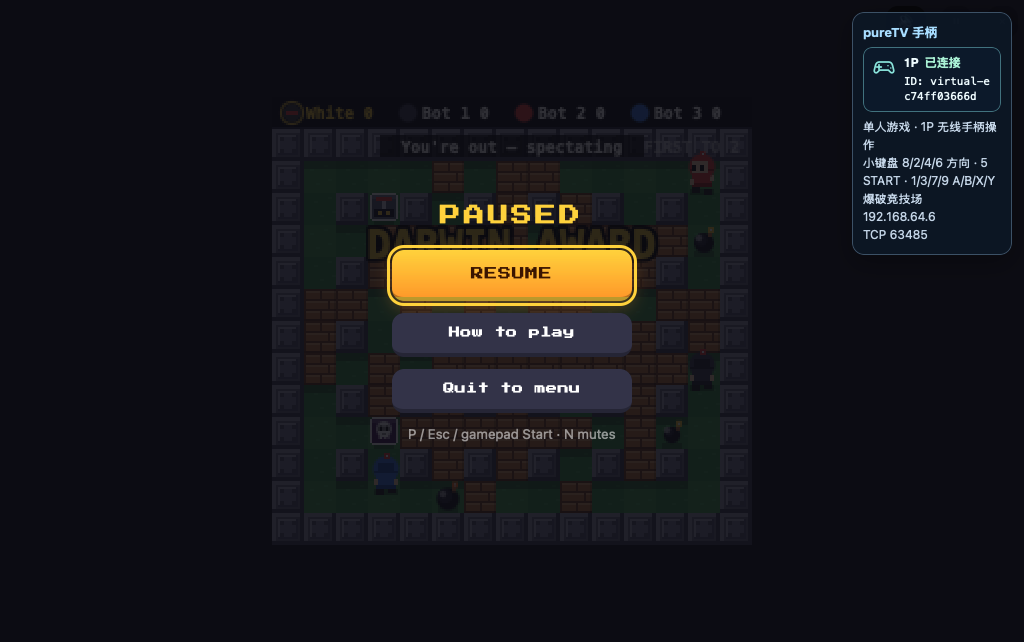 pureTV 手柄
1P 已连接
ID: virtual-e
c74ff03666d
单人游戏 · 1P 无线手柄操
作
小键盘 8/2/4/6 方向 · 5
START · 1/3/7/9 A/B/X/Y
爆破竞技场
192.168.64.6
TCP 63485
White 0 Bot 1 0 Bot 2 0 Bot 3 0
You're out — spectating FIRST TO 2
PAUSED
DARWIN AWARD
RESUME
How to play
Quit to menu
P / Esc / gamepad Start · N mutes